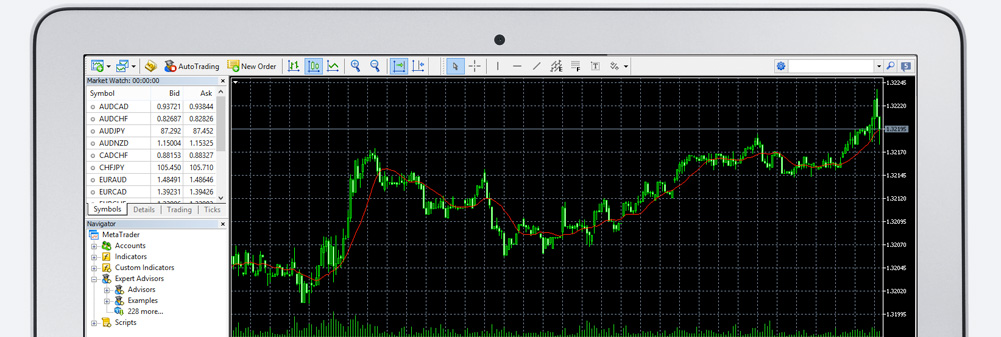 AutoTrading New Order
Market Watch: 00:00:00
Symbol Bid Ask
AUDCAD 0.93721 0.93844
AUDCHF 0.82687 0.82826
AUDJPY 87.292 87.452
AUDNZD 1.15004 1.15325
CADCHF 0.88153 0.88327
CHFJPY 105.450 105.710
EURAUD 1.48491 1.48646
EURCAD 1.39231 1.39426
Symbols Details Trading Ticks
Navigator
MetaTrader
Accounts
Indicators
Custom Indicators
Expert Advisors
Advisors
Examples
228 more...
Scripts
1.32245
1.32220
1.32195
1.32170
1.32145
1.32120
1.32095
1.32070
1.32045
1.32020
1.31995